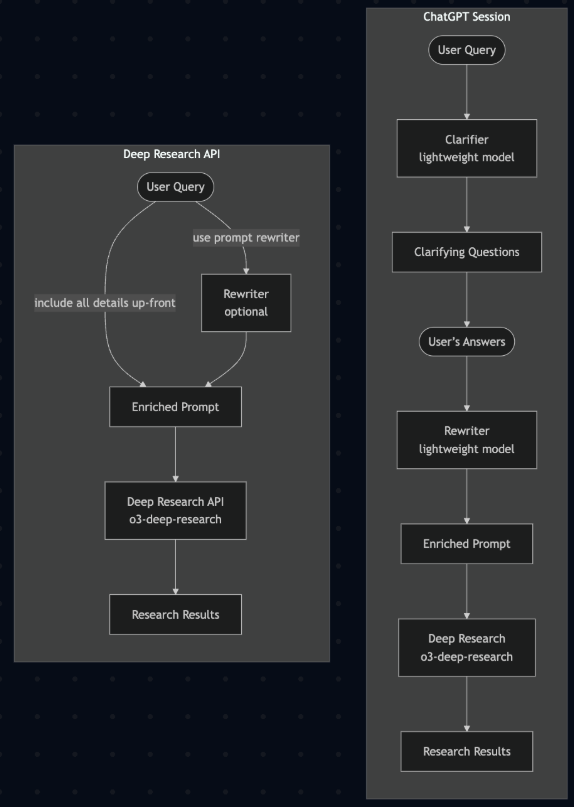 Deep Research API
User Query
use prompt rewriter
include all details up-front
Rewriter
optional
Enriched Prompt
Deep Research API
o3-deep-research
Research Results
ChatGPT Session
User Query
Clarifier
lightweight model
Clarifying Questions
User's Answers
Rewriter
lightweight model
Enriched Prompt
Deep Research
o3-deep-research
Research Results